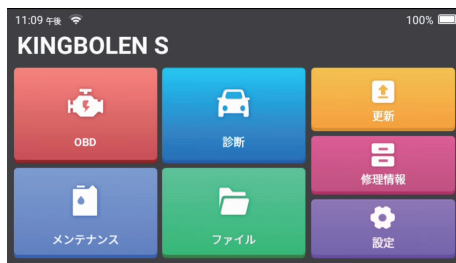 11:09 午後
100%
KINGBOLEN S
OBD
診断
更新
修理情報
メンテナンス
ファイル
設定